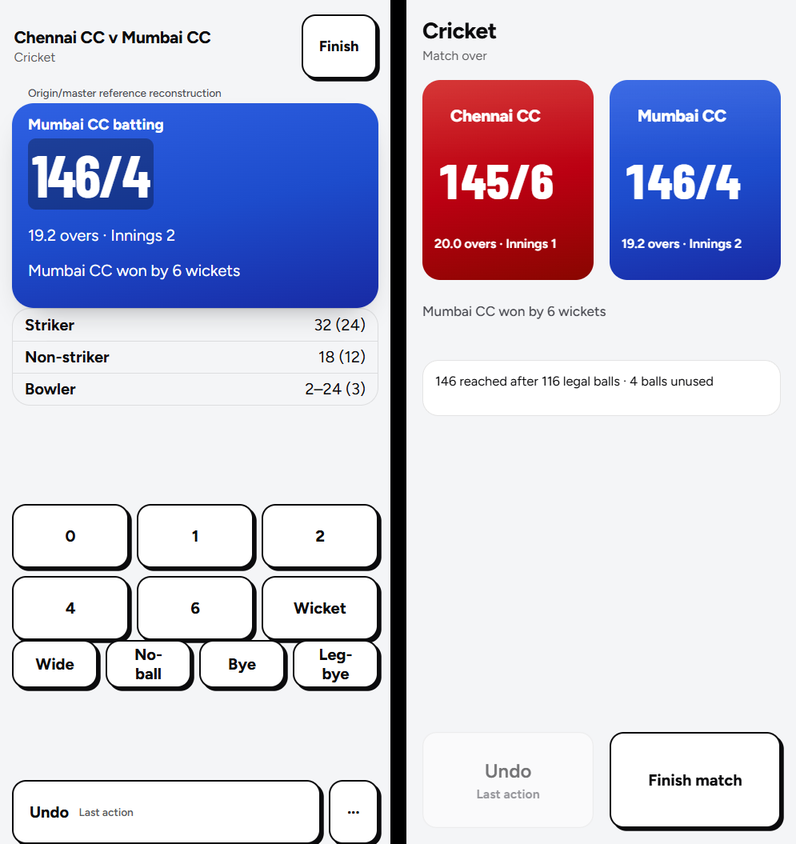 Chennai CC v Mumbai CC
Cricket
Finish
Origin/master reference reconstruction
Mumbai CC batting
146/4
19.2 overs · Innings 2
Mumbai CC won by 6 wickets
Striker 32 (24)
Non-striker 18 (12)
Bowler 2–24 (3)
0 1 2
4 6 Wicket
Wide No-ball Bye Leg-bye
Undo Last action ...
Cricket
Match over
Chennai CC
145/6
20.0 overs · Innings 1
Mumbai CC
146/4
19.2 overs · Innings 2
Mumbai CC won by 6 wickets
146 reached after 116 legal balls · 4 balls unused
Undo
Last action
Finish match